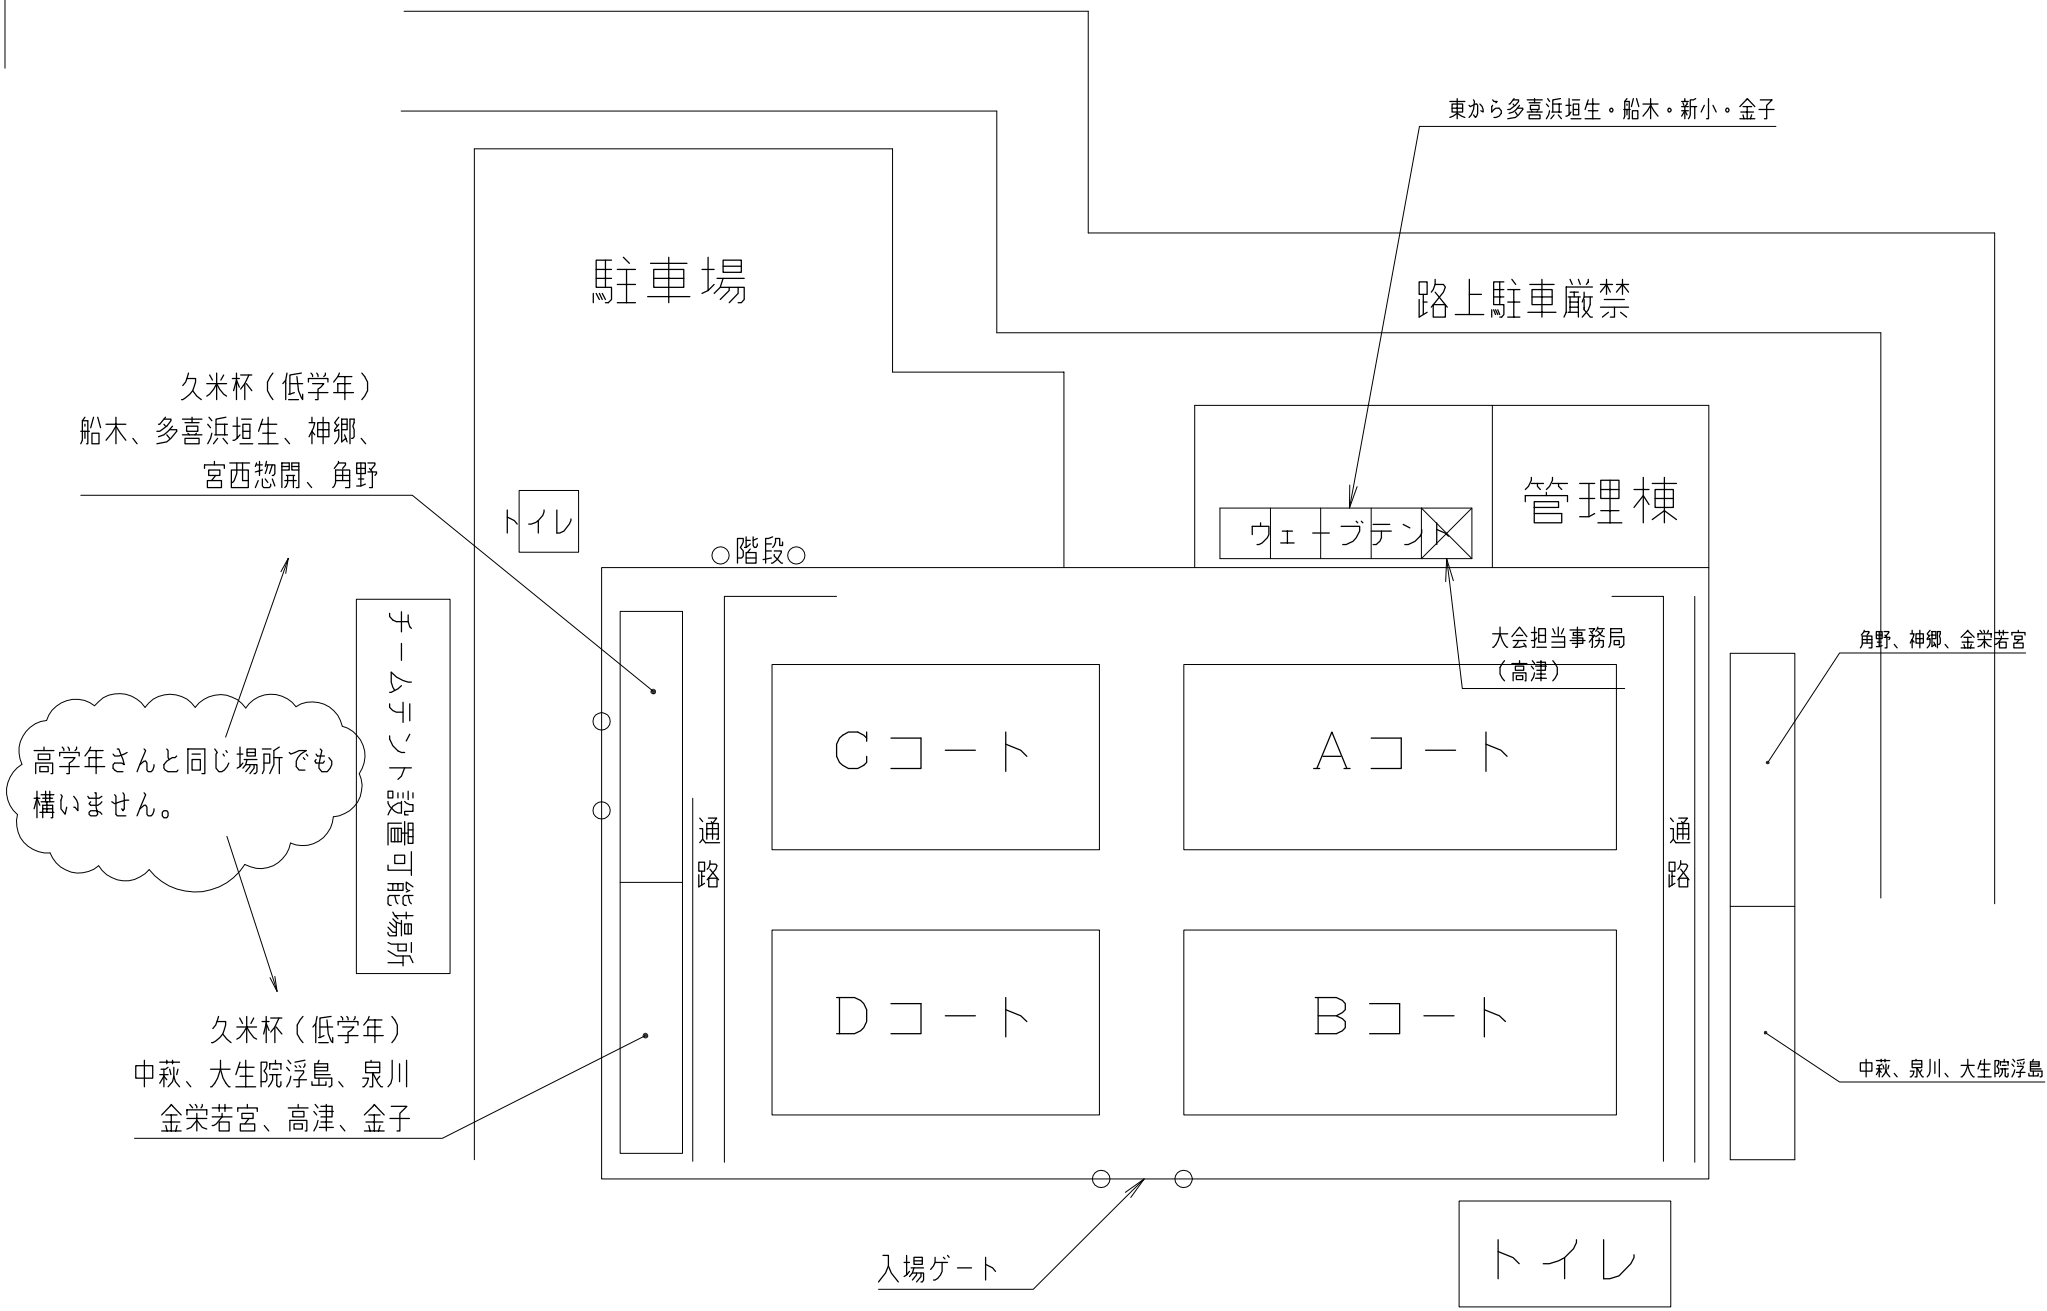 東から多喜浜垣生・船木・新小・金子
駐車場
路上駐車厳禁
久米杯（低学年）
船木、多喜浜垣生、神郷、
宮西惣開、角野
トイレ
階段
ウェーブテント
管理棟
大会担当事務局
（高津）
角野、神郷、金栄若宮
チームテント設置可能場所
高学年さんと同じ場所でも
構いません。
Cコート
Aコート
通路
通路
Dコート
Bコート
久米杯（低学年）
中萩、大生院浮島、泉川
金栄若宮、高津、金子
中萩、泉川、大生院浮島
入場ゲート
トイレ